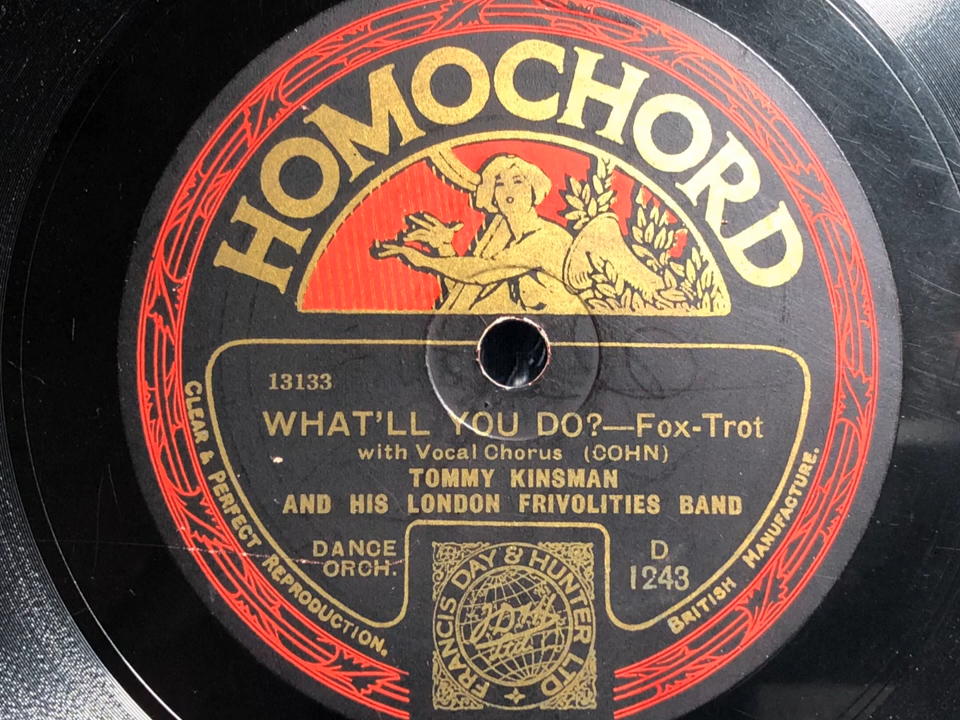 HOMOCHORD
13133
WHAT'LL YOU DO?—Fox-Trot
with Vocal Chorus (COHN)
TOMMY KINSMAN
AND HIS LONDON FRIVOLITIES BAND
DANCE
ORCH.
D
1243
CLEAR & PERFECT REPRODUCTION.
BRITISH MANUFACTURE.
FRANCIS DAY & HUNTER LTD
F.D.&H.
Ltd.